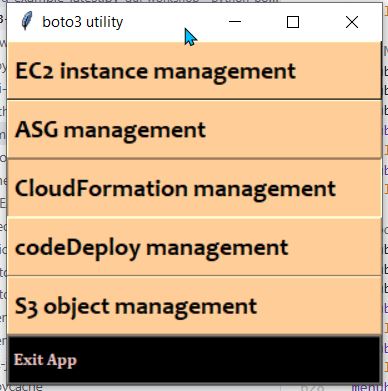 boto3 utility
EC2 instance management
ASG management
CloudFormation management
codeDeploy management
S3 object management
Exit App